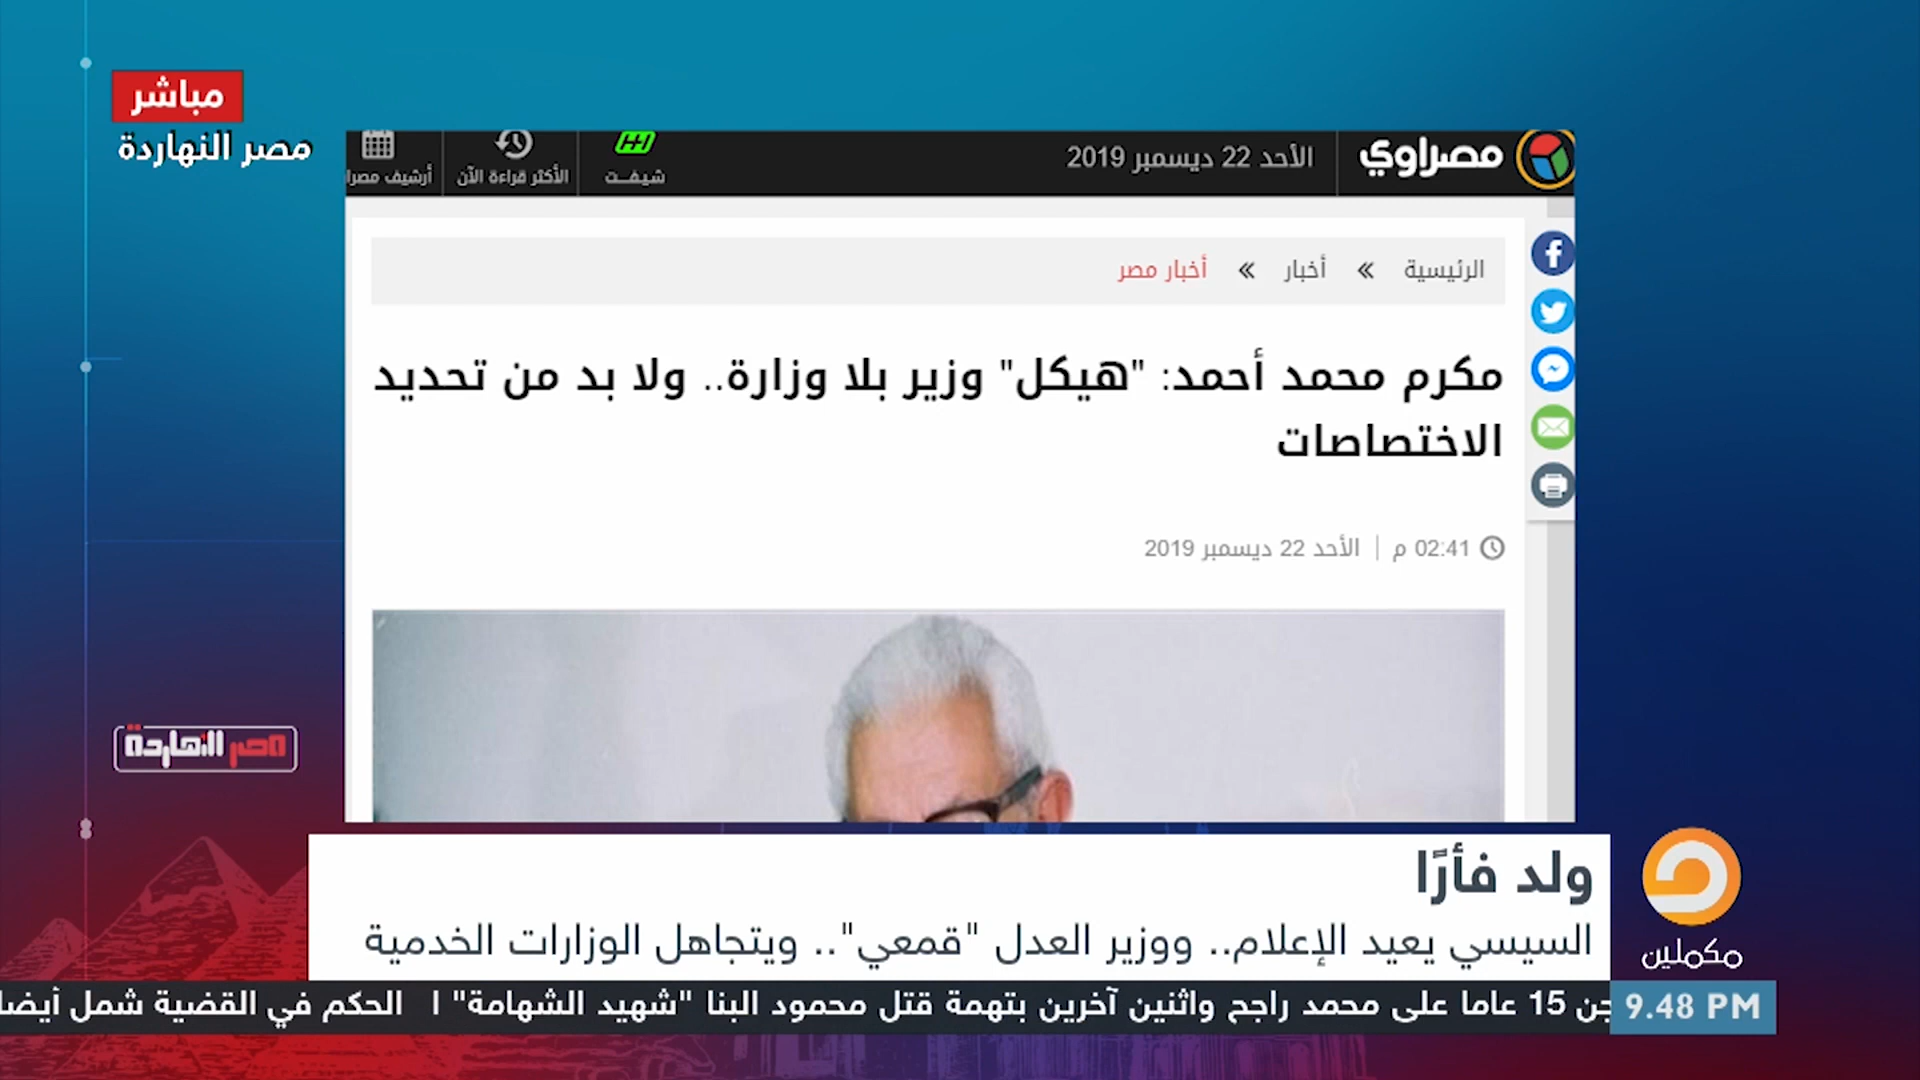 مباشر
مصر النهاردة
مصراوي
الأحد 22 ديسمبر 2019
شيفـت
الأكثر قراءة الآن
أرشيف مصرا
الرئيسية » أخبار » أخبار مصر
مكرم محمد أحمد: "هيكل" وزير بلا وزارة.. ولا بد من تحديد
الاختصاصات
02:41 م | الأحد 22 ديسمبر 2019
مصر النهاردة
ولد فأرًا
السيسي يعيد الإعلام.. ووزير العدل "قمعي".. ويتجاهل الوزارات الخدمية
مكملين
جن 15 عاما على محمد راجح واثنين آخرين بتهمة قتل محمود البنا "شهيد الشهامة" ا الحكم في القضية شمل أيضا
9.48 PM